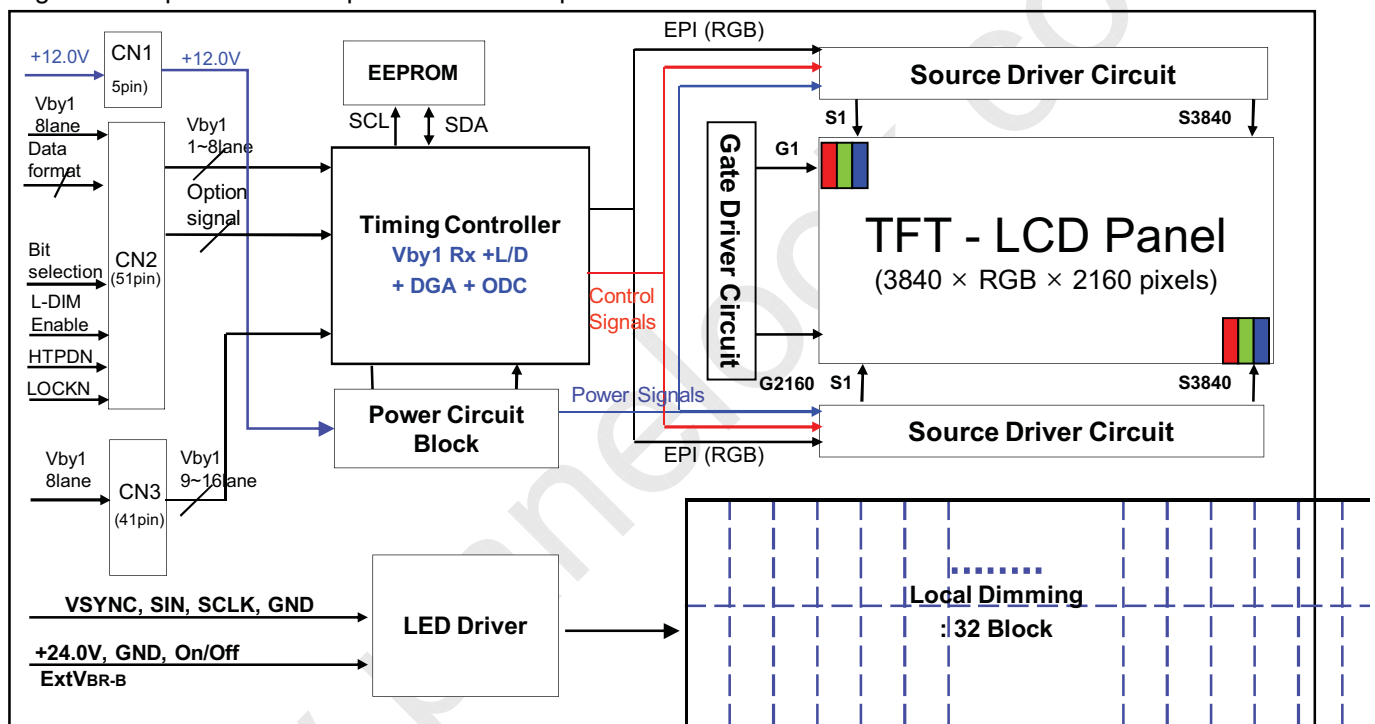 +12.0V
CN1
5pin)
+12.0V
Vby1
8lane
Data
format
Vby1
1~8lane
Option
signal
Bit
selection
CN2
(51pin)
L-DIM
Enable
HTPDN
LOCKN
Vby1
8lane
CN3
(41pin)
Vby1
9~16lane
EEPROM
SCL
SDA
Timing Controller
Vby1 Rx +L/D
+ DGA + ODC
Power Circuit
Block
Control
Signals
Power Signals
EPI (RGB)
Source Driver Circuit
S1
S3840
Gate Driver Circuit
G1
G2160
TFT - LCD Panel
(3840 × RGB × 2160 pixels)
S1
S3840
Source Driver Circuit
EPI (RGB)
VSYNC, SIN, SCLK, GND
+24.0V, GND, On/Off
ExtVBR-B
LED Driver
Local Dimming
: 32 Block